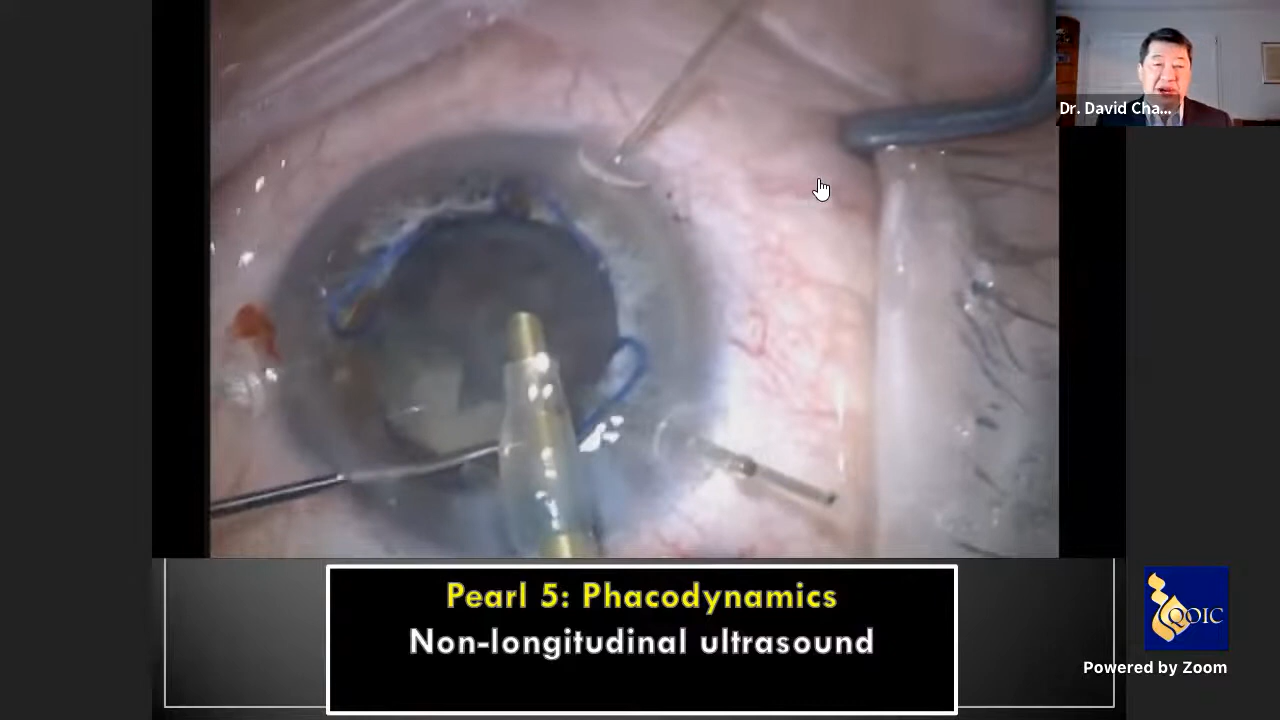 Dr. David Cha...
Pearl 5: Phacodynamics
Non-longitudinal ultrasound
QOIC
Powered by Zoom